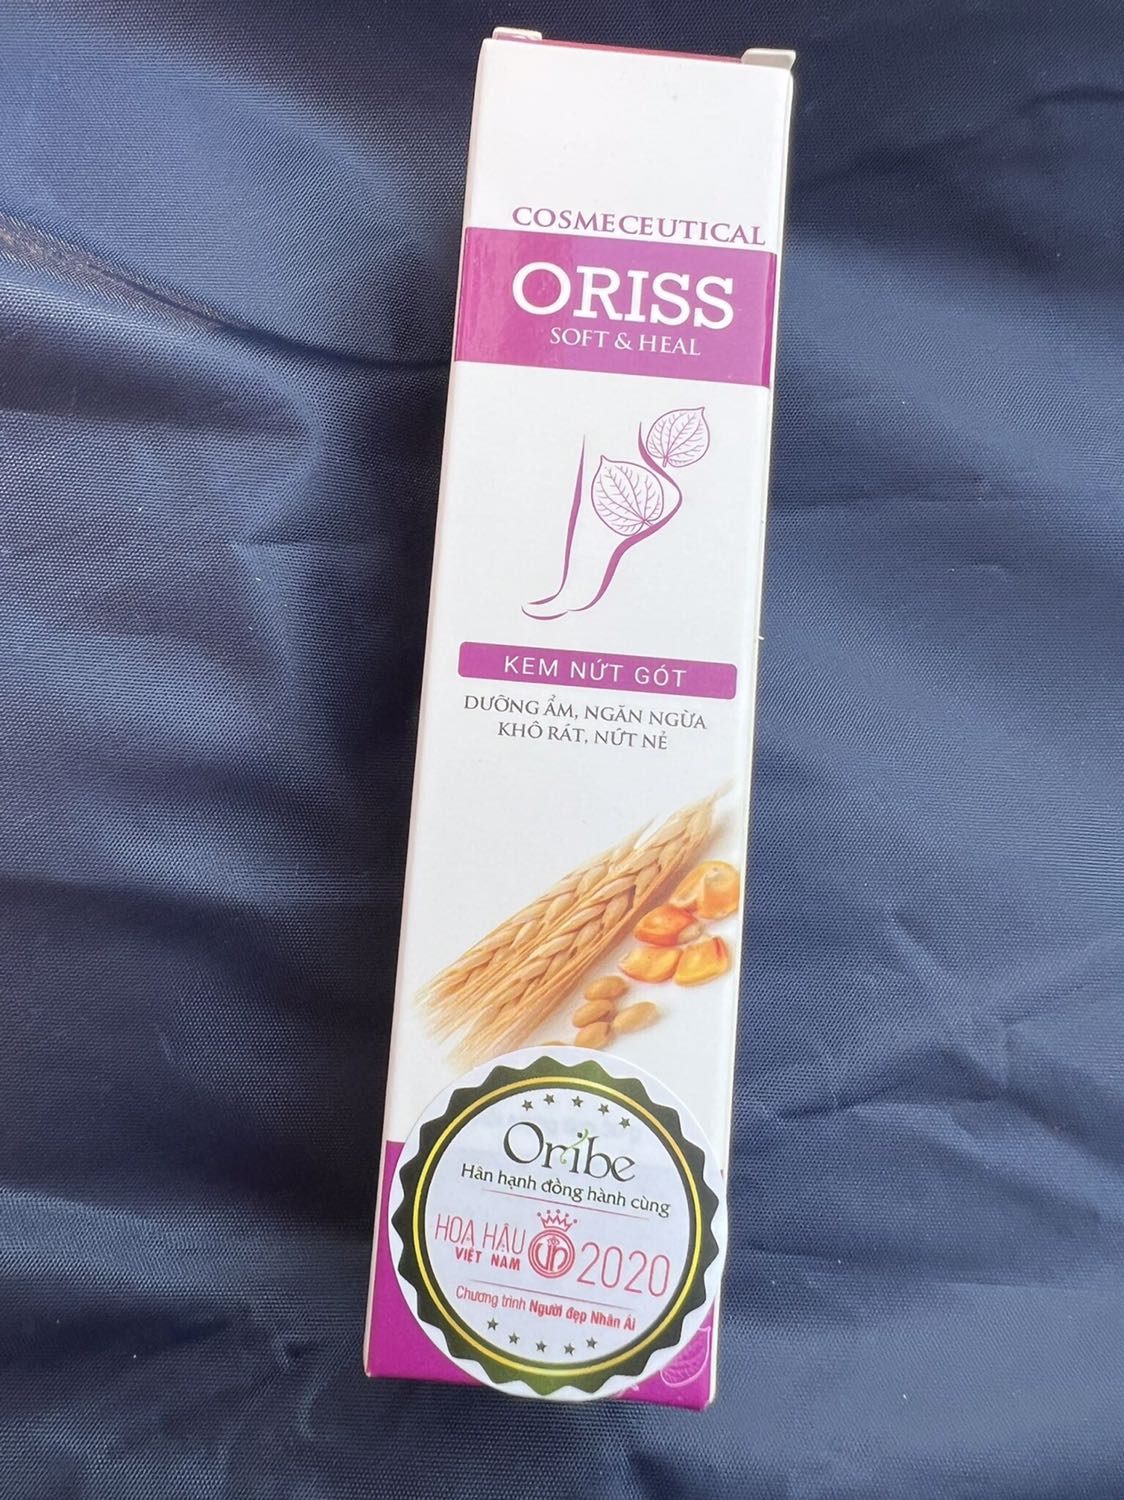 COSMECEUTICAL
ORISS
SOFT & HEAL
KEM NỨT GÓT
DƯỠNG ẨM, NGĂN NGỪA
KHÔ RÁT, NỨT NẺ
Oribe
Hân hạnh đồng hành cùng
HOA HẬU
VIỆT NAM
2020
Chương trình Người đẹp Nhân Ái